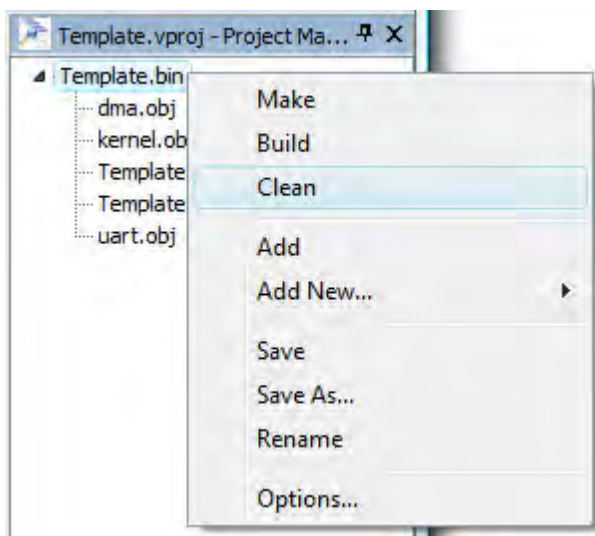 Template.vproj - Project Ma...
Template.bin
dma.obj
kernel.ob
Template
Template
uart.obj
Make
Build
Clean
Add
Add New...
Save
Save As...
Rename
Options...